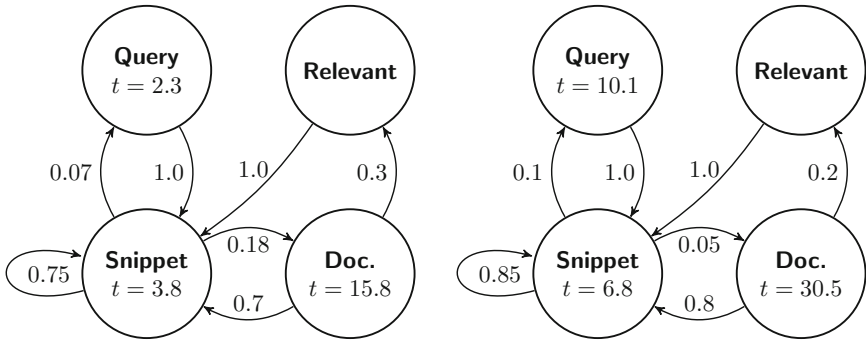 Query
t = 2.3
Relevant
0.07
1.0
1.0
0.3
0.18
Snippet
t = 3.8
Doc.
t = 15.8
0.75
0.7
Query
t = 10.1
Relevant
0.1
1.0
1.0
0.2
0.05
Snippet
t = 6.8
Doc.
t = 30.5
0.85
0.8